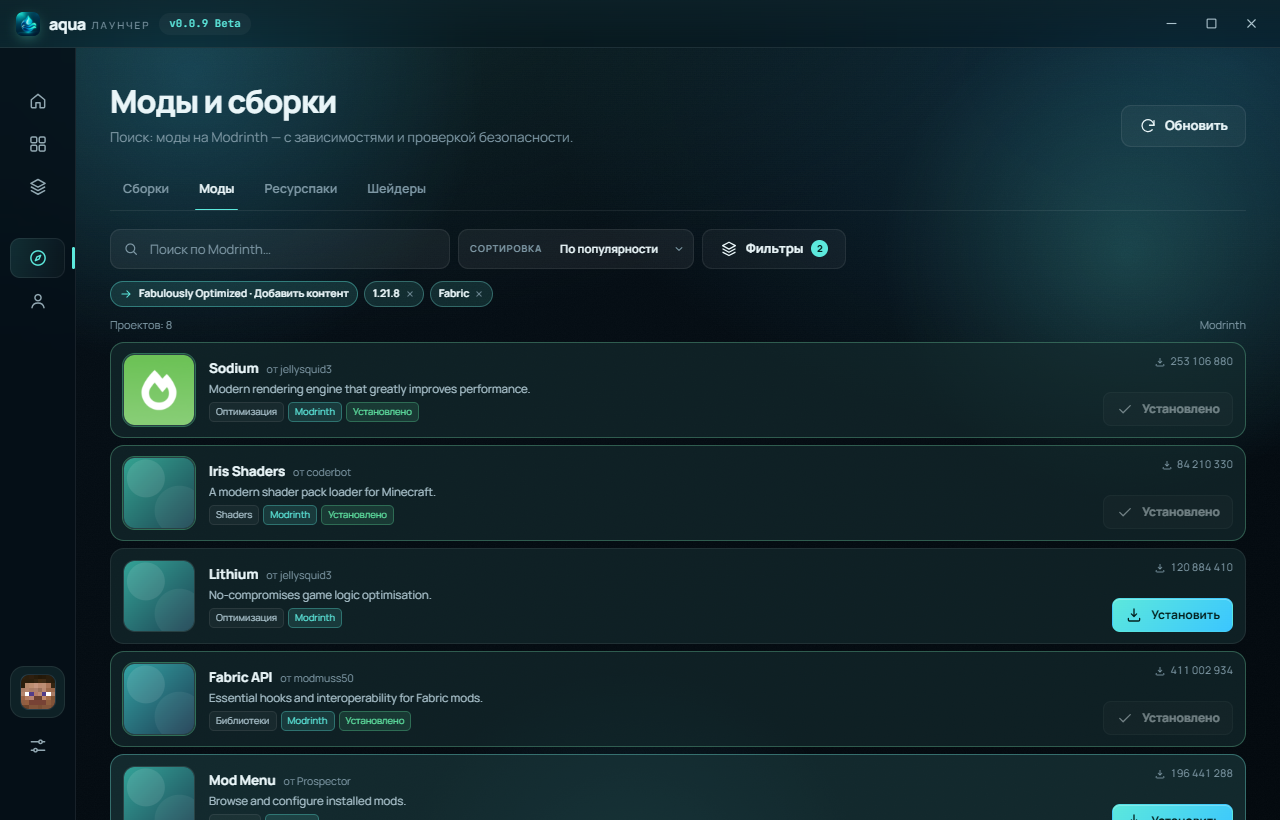 aqua ЛАУНЧЕР v0.0.9 Beta
Моды и сборки
Поиск: моды на Modrinth — с зависимостями и проверкой безопасности.
Обновить
Сборки Моды Ресурспаки Шейдеры
Поиск по Modrinth...
СОРТИРОВКА По популярности
Фильтры 2
Fabulously Optimized · Добавить контент 1.21.8 × Fabric ×
Проектов: 8 Modrinth
Sodium от jellysquid3
253 106 880
Modern rendering engine that greatly improves performance.
Оптимизация Modrinth Установлено
Установлено
Iris Shaders от coderbot
84 210 330
A modern shader pack loader for Minecraft.
Shaders Modrinth Установлено
Установлено
Lithium от jellysquid3
120 884 410
No-compromises game logic optimisation.
Оптимизация Modrinth
Установить
Fabric API от modmuss50
411 002 934
Essential hooks and interoperability for Fabric mods.
Библиотеки Modrinth Установлено
Установлено
Mod Menu от Prospector
196 441 288
Browse and configure installed mods.
Установить